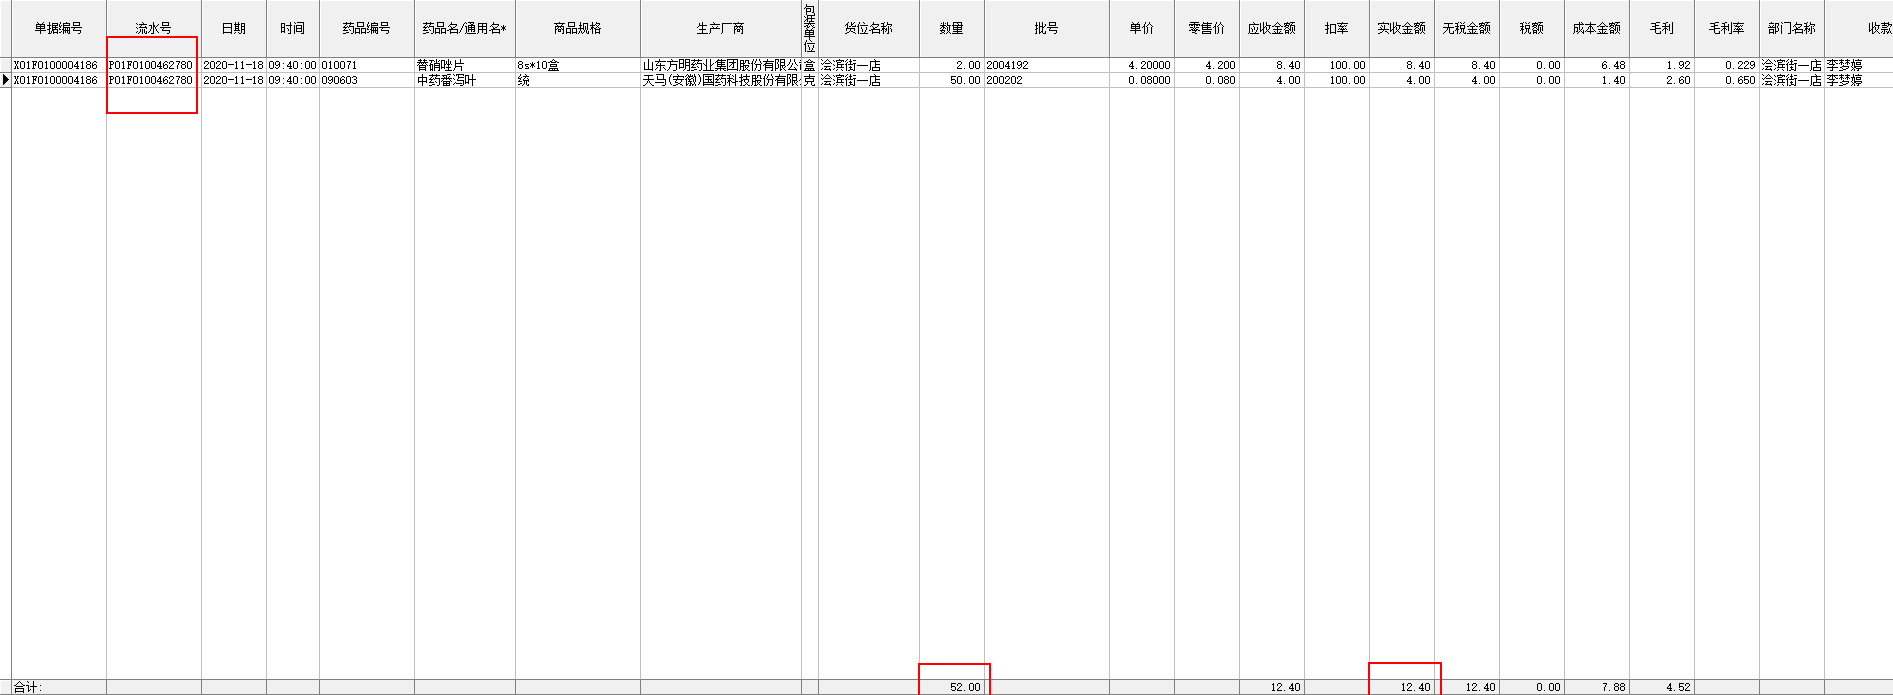 单据编号 流水号 日期 时间 药品编号 药品名/通用名* 商品规格 生产厂商 包装单位 货位名称 数量 批号 单价 零售价 应收金额 扣率 实收金额 无税金额 税额 成本金额 毛利 毛利率 部门名称 收款
X01F0100004186 P01F0100462780 2020-11-18 09:40:00 010071 替硝唑片 8s*10盒 山东方明药业集团股份有限公 盒 浍滨街一店 2.00 2004192 4.20000 4.200 8.40 100.00 8.40 8.40 0.00 6.48 1.92 0.229 浍滨街一店 李梦婷
X01F0100004186 P01F0100462780 2020-11-18 09:40:00 090603 中药番泻叶 统 天马(安徽)国药科技股份有限 克 浍滨街一店 50.00 200202 0.08000 0.080 4.00 100.00 4.00 4.00 0.00 1.40 2.60 0.650 浍滨街一店 李梦婷
合计: 52.00 12.40 12.40 12.40 0.00 7.88 4.52